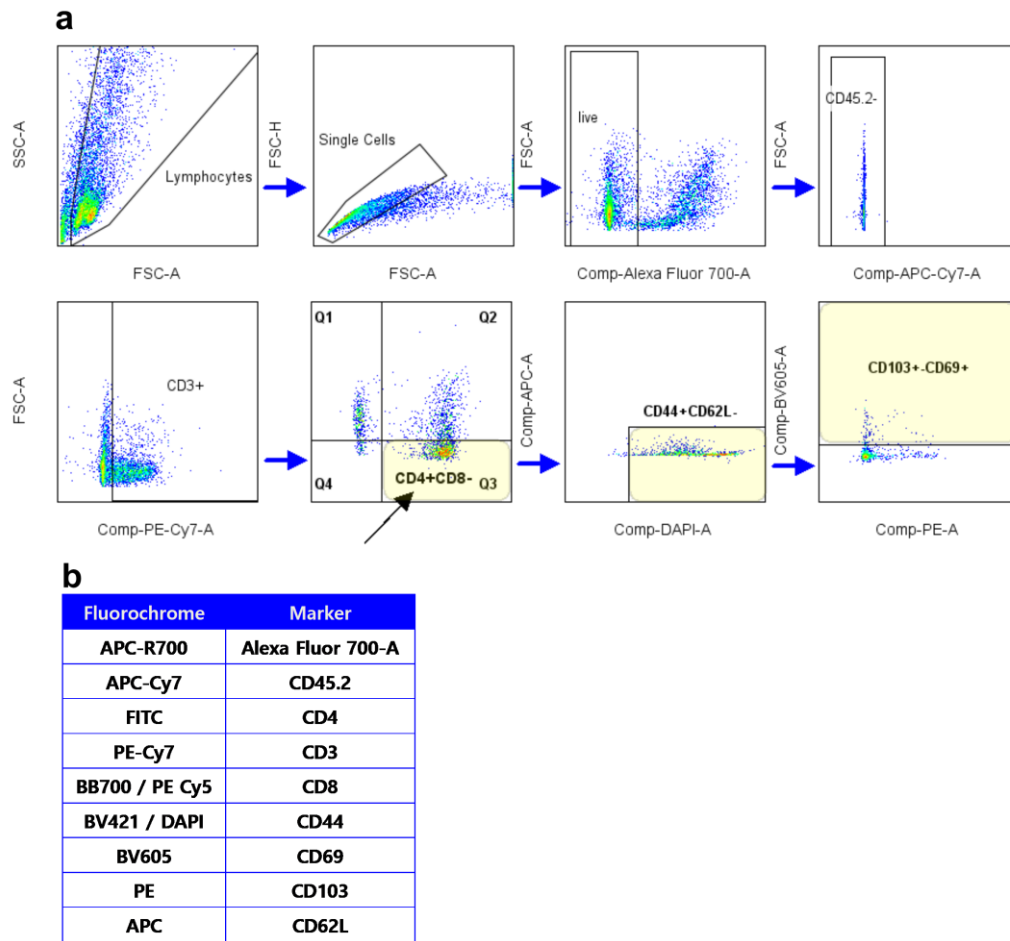 a
SSC-A
Lymphocytes
FSC-A
FSC-H
Single Cells
FSC-A
FSC-A
live
Comp-Alexa Fluor 700-A
FSC-A
CD45.2-
Comp-APC-Cy7-A
FSC-A
CD3+
Comp-PE-Cy7-A
Q1
Q2
Q4
CD4+CD8-
Q3
Comp-APC-A
CD44+CD62L-
Comp-DAPI-A
Comp-BV605-A
CD103+-CD69+
Comp-PE-A
b
Fluorochrome Marker
APC-R700 Alexa Fluor 700-A
APC-Cy7 CD45.2
FITC CD4
PE-Cy7 CD3
BB700 / PE Cy5 CD8
BV421 / DAPI CD44
BV605 CD69
PE CD103
APC CD62L